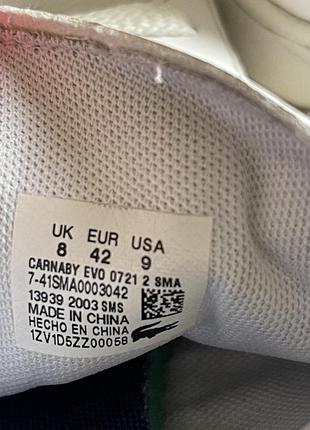 UK EUR USA
8 42 9
CARNABY EVO 0721 2 SMA
7-41SMA0003042
13939 2003 SMS
MADE IN CHINA
HECHO EN CHINA
1ZV1D5ZZ00058